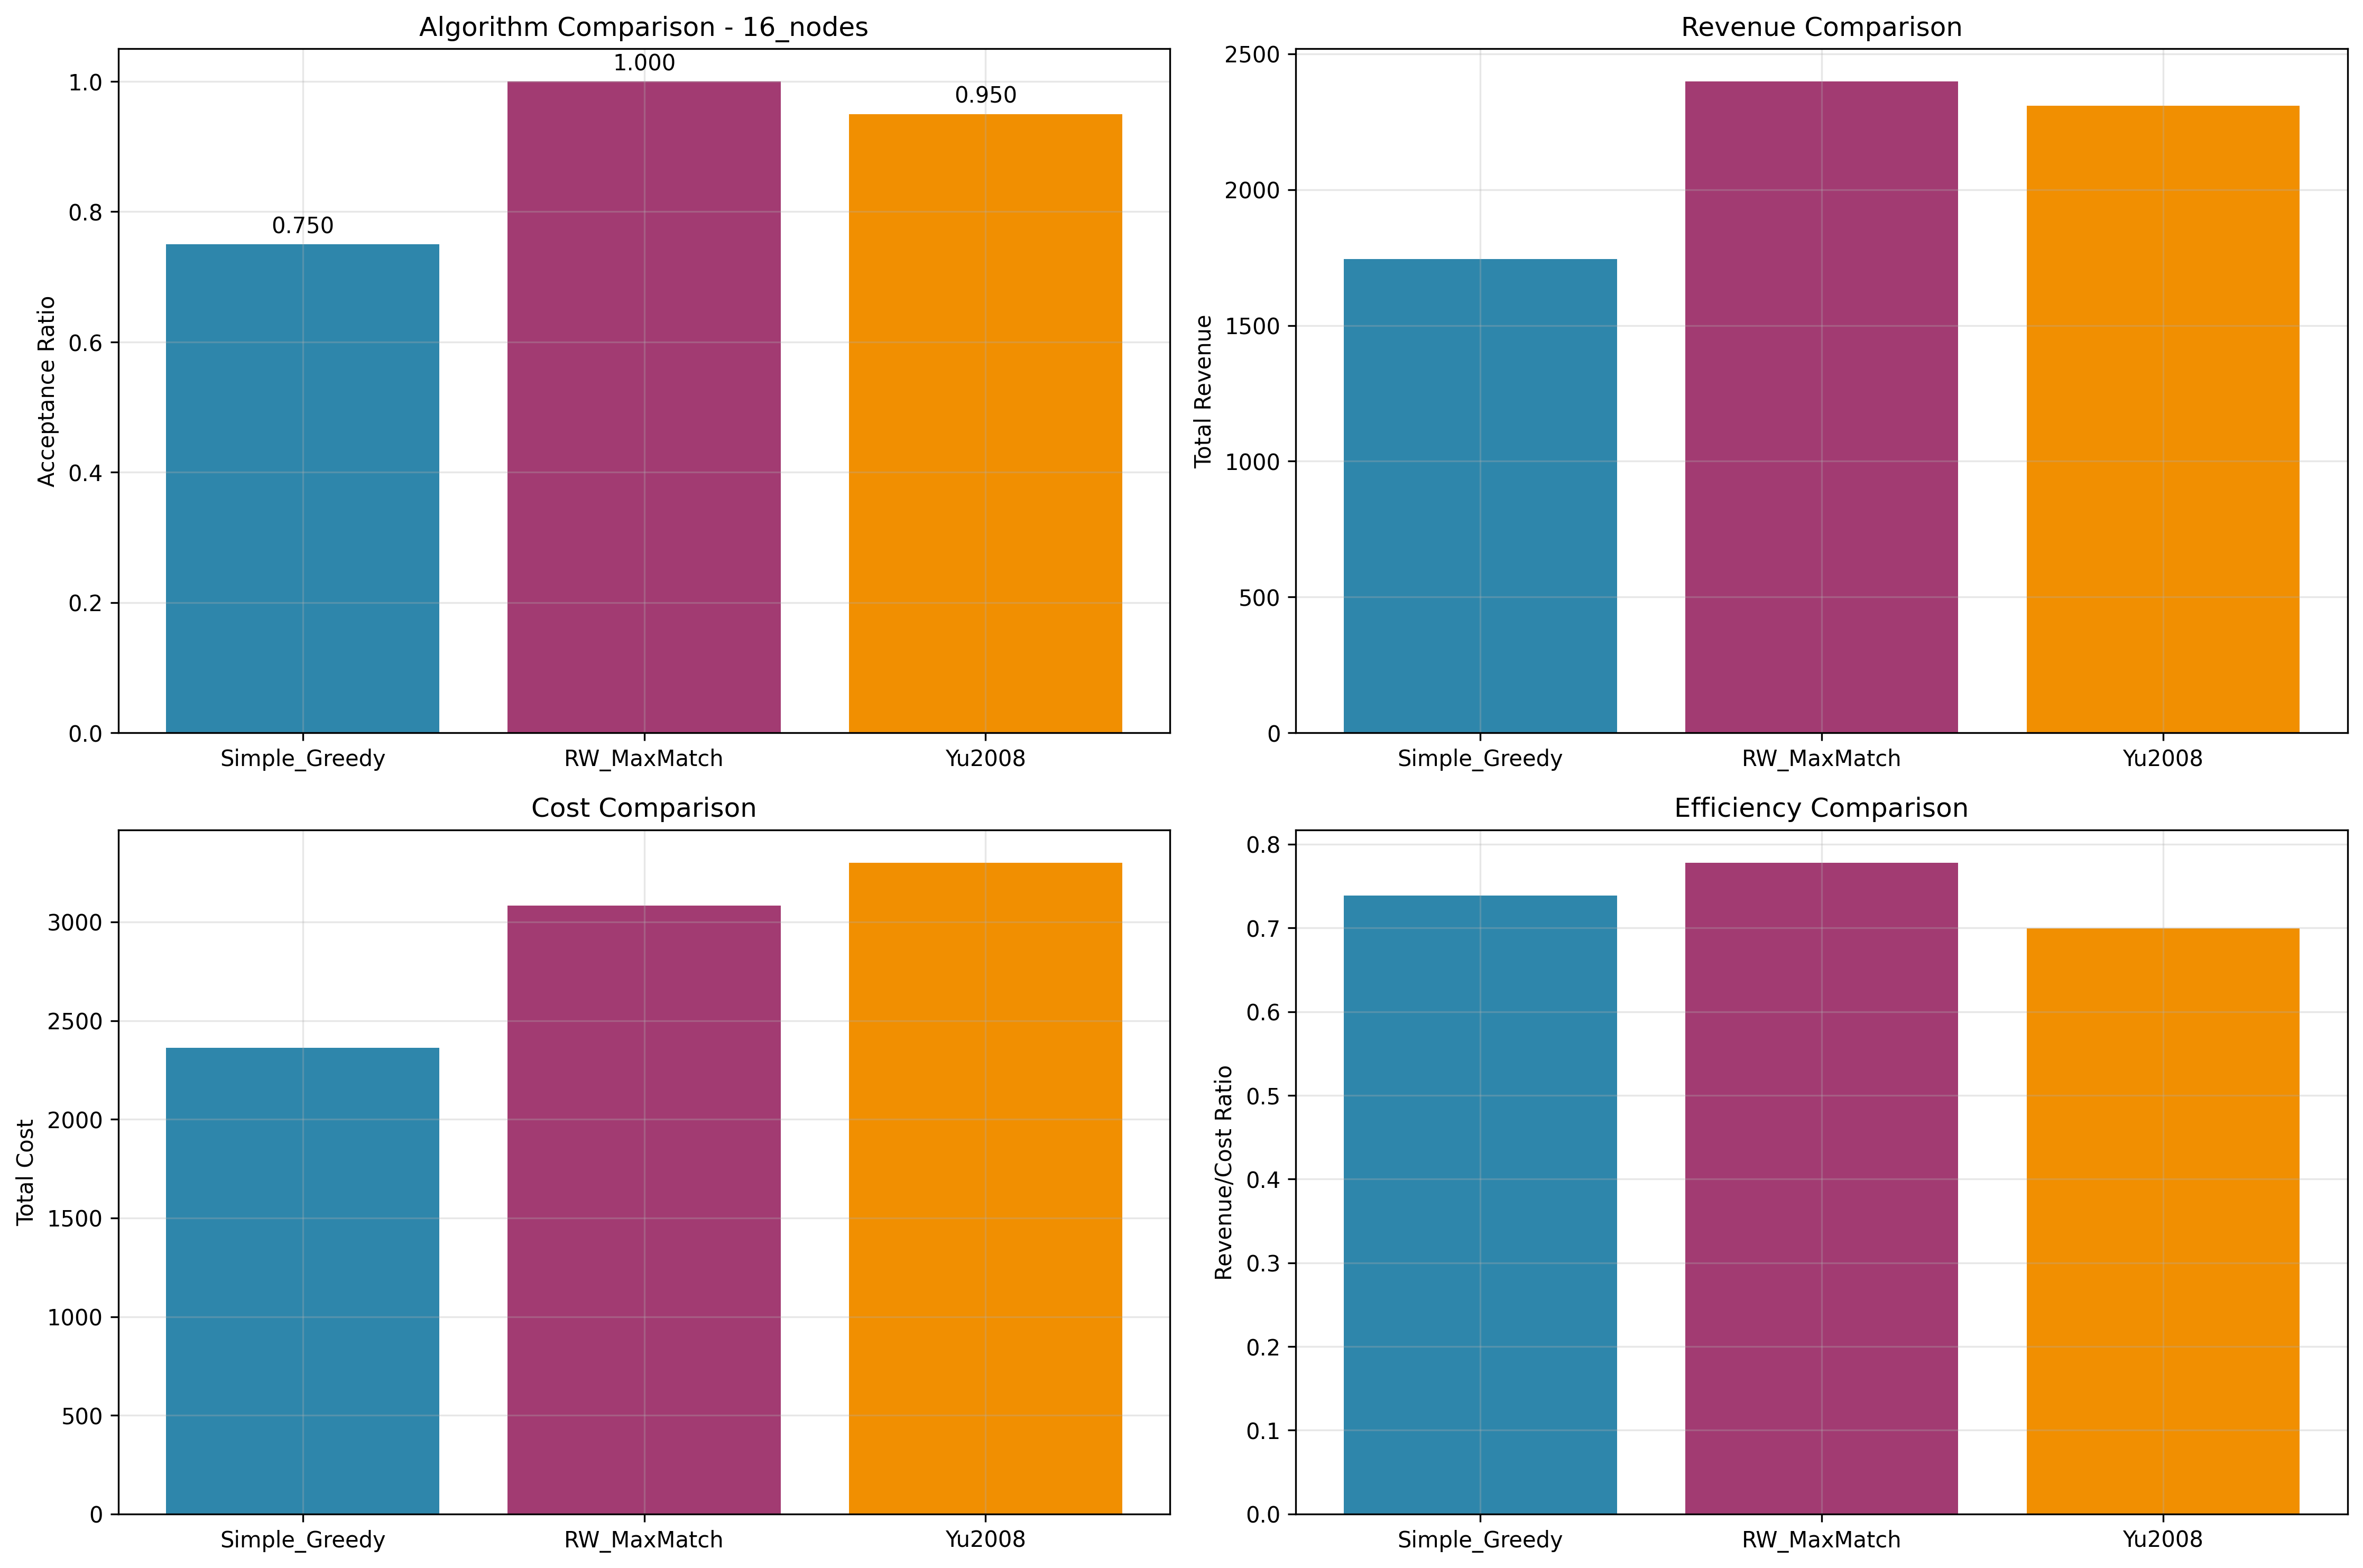 Algorithm Comparison - 16_nodes
Acceptance Ratio
1.0
0.8
0.6
0.4
0.2
0.0
0.750
1.000
0.950
Simple_Greedy
RW_MaxMatch
Yu2008
Revenue Comparison
Total Revenue
2500
2000
1500
1000
500
0
Simple_Greedy
RW_MaxMatch
Yu2008
Cost Comparison
Total Cost
3000
2500
2000
1500
1000
500
0
Simple_Greedy
RW_MaxMatch
Yu2008
Efficiency Comparison
Revenue/Cost Ratio
0.8
0.7
0.6
0.5
0.4
0.3
0.2
0.1
0.0
Simple_Greedy
RW_MaxMatch
Yu2008